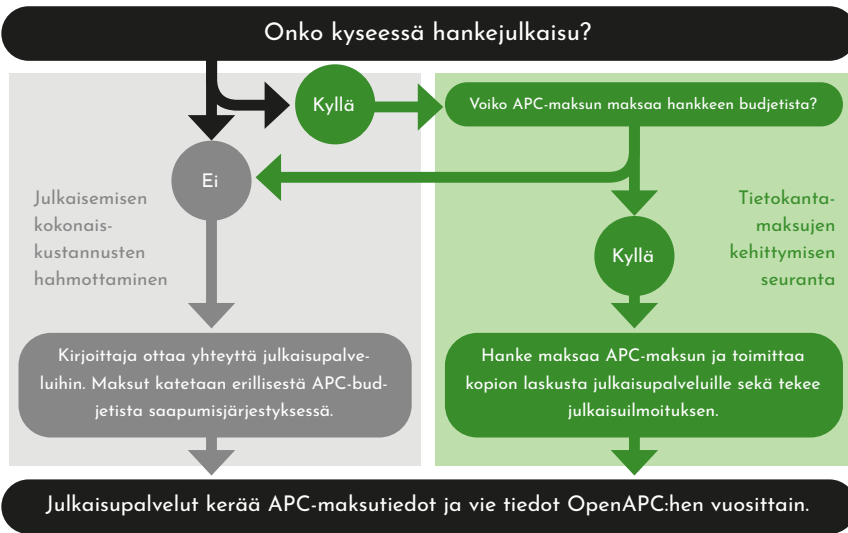 Onko kyseessä hankejulkaisu?
Kyllä
Voiko APC-maksun maksaa hankkeen budjetista?
Ei
Julkaisemisen
kokonais-
kustannusten
hahmottaminen
Tietokanta-
maksujen
kehittymisen
seuranta
Kyllä
Kirjoittaja ottaa yhteyttä julkaisupalve-
luihin. Maksut katetaan erillisestä APC-bud-
jetista saapumisjärjestyksessä.
Hanke maksaa APC-maksun ja toimittaa
kopion laskusta julkaisupalveluille sekä tekee
julkaisuilmoituksen.
Julkaisupalvelut kerää APC-maksutiedot ja vie tiedot OpenAPC:hen vuosittain.